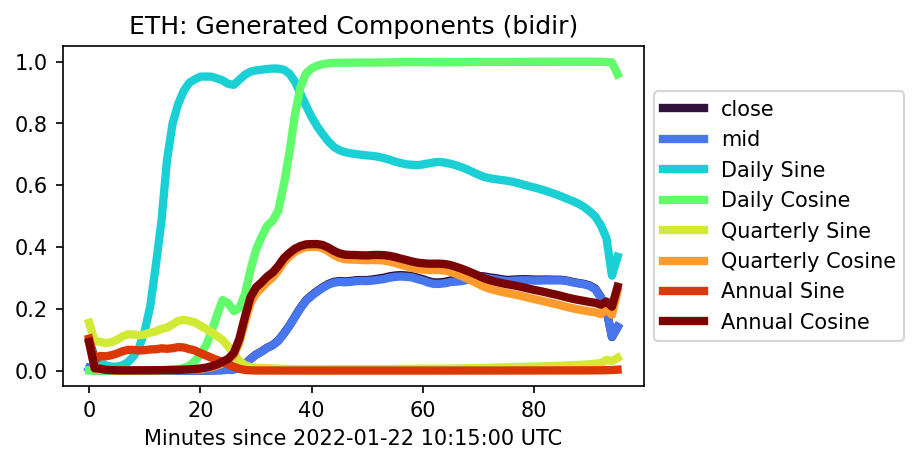 ETH: Generated Components (bidir)
1.0
0.8
0.6
0.4
0.2
0.0
0 20 40 60 80
Minutes since 2022-01-22 10:15:00 UTC
close
mid
Daily Sine
Daily Cosine
Quarterly Sine
Quarterly Cosine
Annual Sine
Annual Cosine